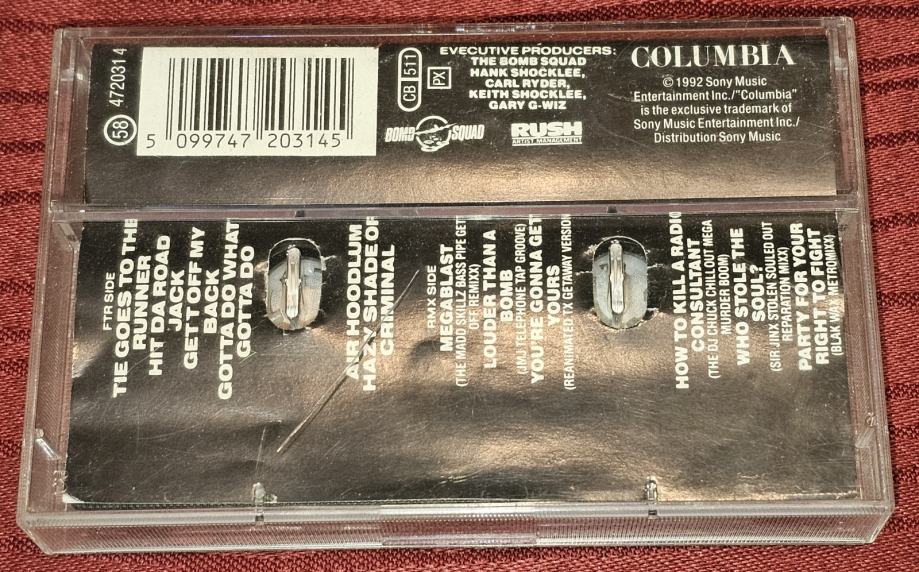 58 472031 4
5 099747 203145
CB 511
PX
EVECUTIVE PRODUCERS:
THE BOMB SQUAD
HANK SHOCKLEE,
CARL RYDER,
KEITH SHOCKLEE,
GARY G-WIZ
BOMB SQUAD
RUSH
ARTIST MANAGEMENT
COLUMBIA
© 1992 Sony Music
Entertainment Inc./"Columbia"
is the exclusive trademark of
Sony Music Entertainment Inc./
Distribution Sony Music
FTR SIDE
TIE GOES TO THE
RUNNER
HIT DA ROAD
JACK
GET OFF MY
BACK
GOTTA DO WHAT
GOTTA DO
AIR HOODLUM
HAZY SHADE OF
CRIMINAL
RMX SIDE
MEGABLAST
(THE MADD SKILLZ BASS PIPE GET
OFF REMIXX)
LOUDER THAN A
BOMB
(JMJ TELEPHONE TAP GROOVE)
YOU'RE GONNA GET
YOURS
(REANIMATED TX GETAWAY VERSION
HOW TO KILL A RADIO
CONSULTANT
(THE DJ CHUCK CHILLOUT MEGA
MURDER BOOM)
WHO STOLE THE
SOUL?
(SIR JINX STOLEN SOULED OUT
REPARATION MIXX)
PARTY FOR YOUR
RIGHT TO FIGHT
(BLAK WAX METROMIXX)